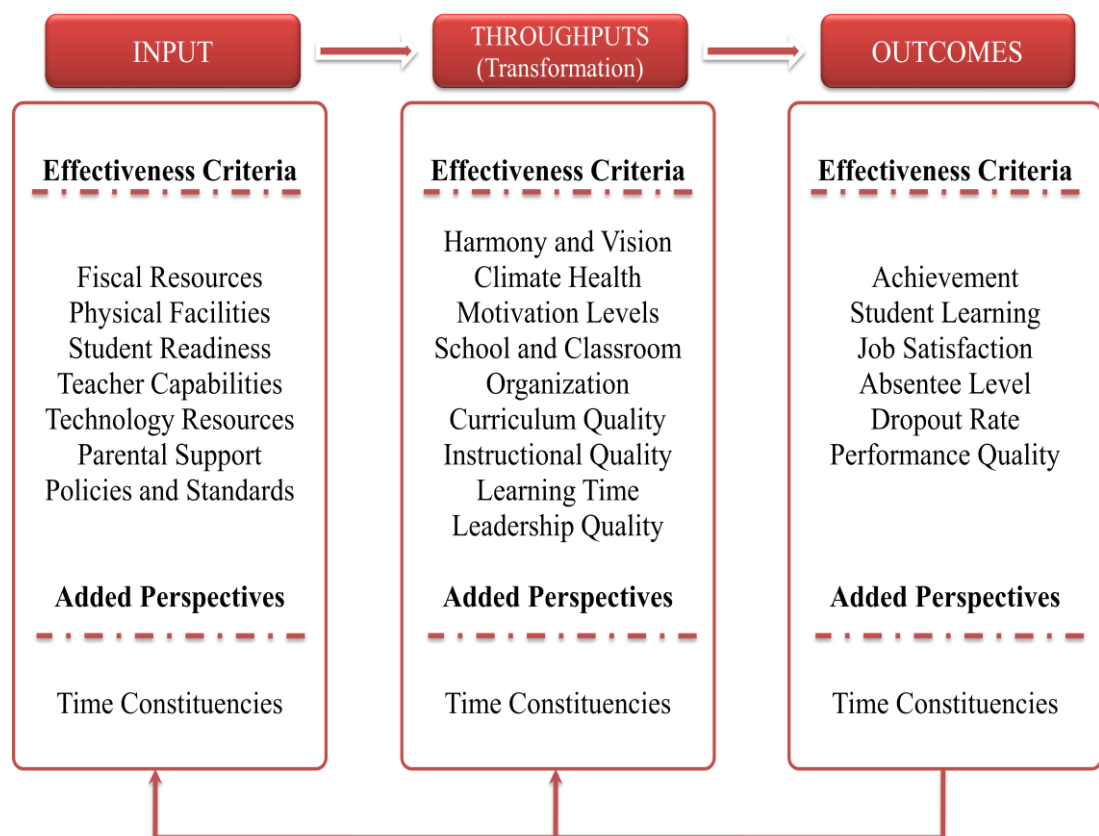 INPUT
THROUGHPUTS
(Transformation)
OUTCOMES
Effectiveness Criteria
Fiscal Resources
Physical Facilities
Student Readiness
Teacher Capabilities
Technology Resources
Parental Support
Policies and Standards
Added Perspectives
Time Constituencies
Effectiveness Criteria
Harmony and Vision
Climate Health
Motivation Levels
School and Classroom
Organization
Curriculum Quality
Instructional Quality
Learning Time
Leadership Quality
Added Perspectives
Time Constituencies
Effectiveness Criteria
Achievement
Student Learning
Job Satisfaction
Absentee Level
Dropout Rate
Performance Quality
Added Perspectives
Time Constituencies